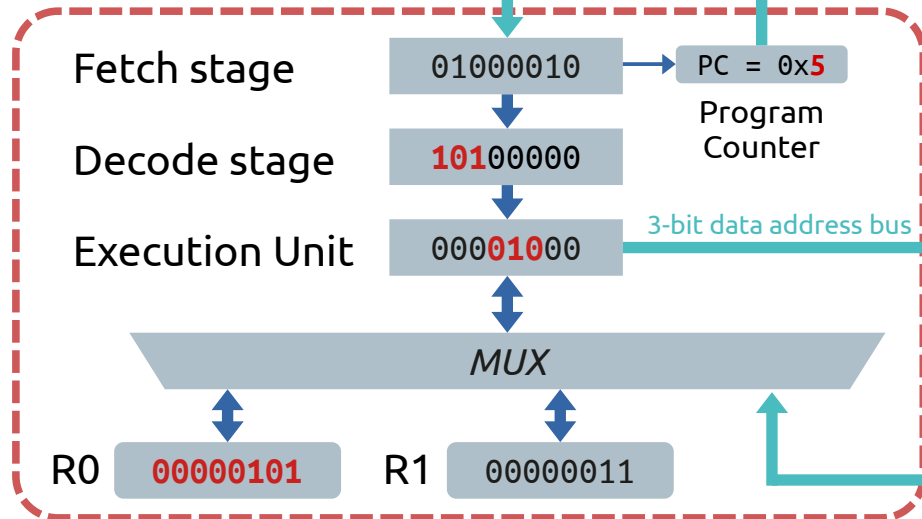 Fetch stage
01000010
PC = 0x5
Program
Counter
Decode stage
10100000
Execution Unit
00001000
3-bit data address bus
MUX
R0
00000101
R1
00000011